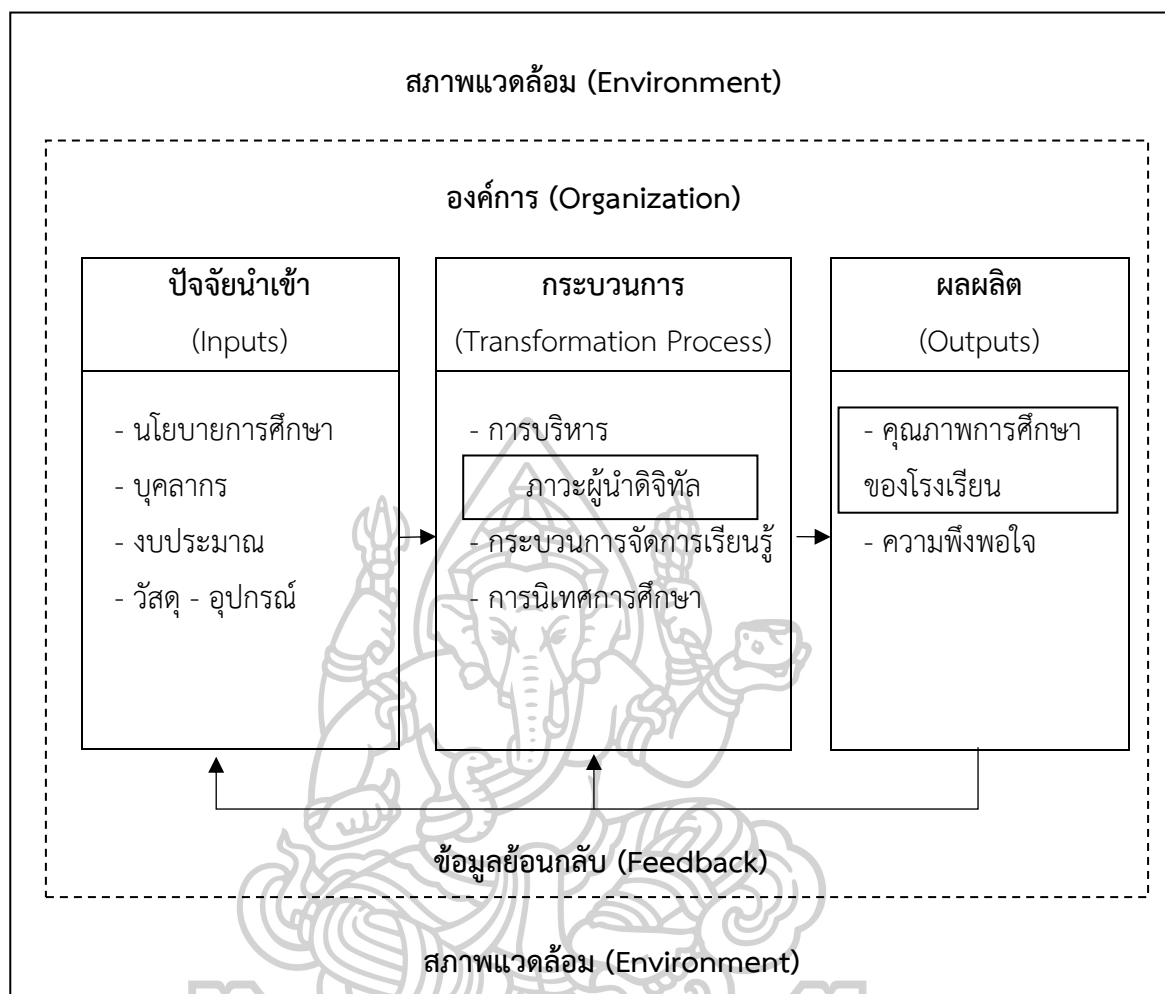 สภาพแวดล้อม (Environment)
องค์การ (Organization)
ปัจจัยนำเข้า
(Inputs)
- นโยบายการศึกษา
- บุคลากร
- งบประมาณ
- วัสดุ - อุปกรณ์
กระบวนการ
(Transformation Process)
- การบริหาร
ภาวะผู้นำดิจิทัล
- กระบวนการจัดการเรียนรู้
- การนิเทศการศึกษา
ผลผลิต
(Outputs)
- คุณภาพการศึกษา
ของโรงเรียน
- ความพึงพอใจ
ข้อมูลย้อนกลับ (Feedback)
สภาพแวดล้อม (Environment)